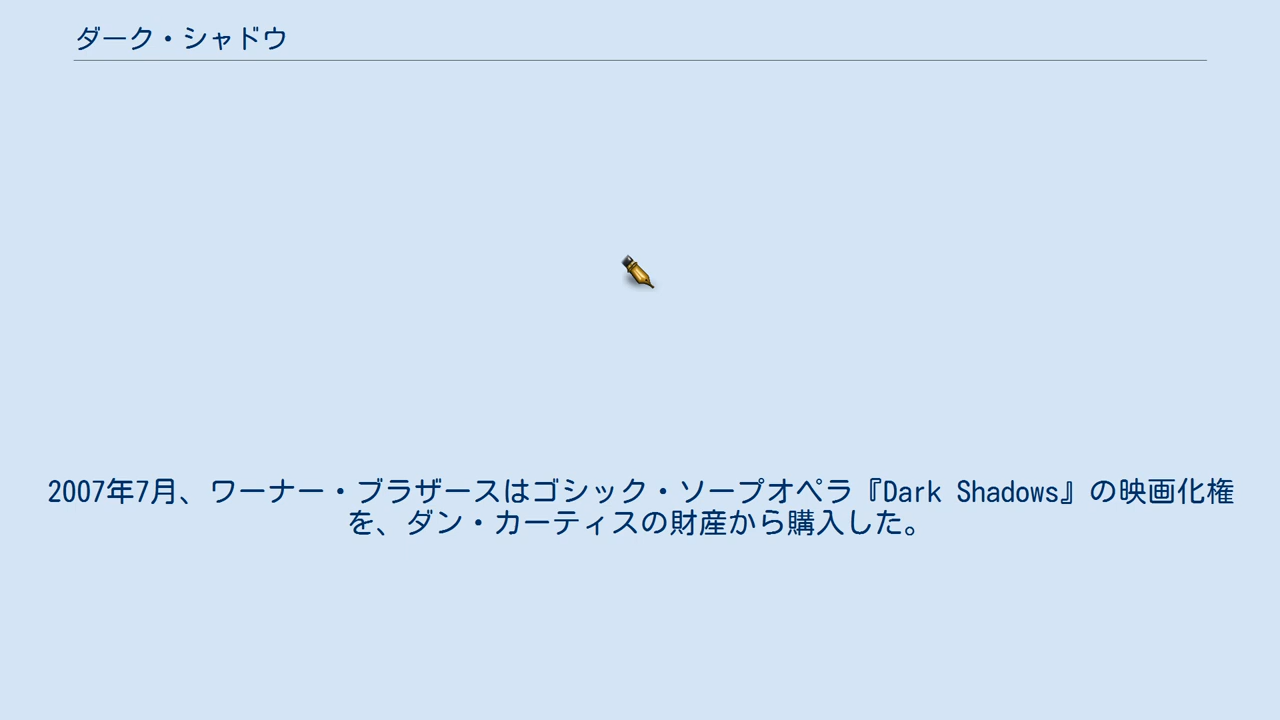 ダーク・シャドウ
2007年7月、ワーナー・ブラザースはゴシック・ソープオペラ『Dark Shadows』の映画化権
を、ダン・カーティスの財産から購入した。